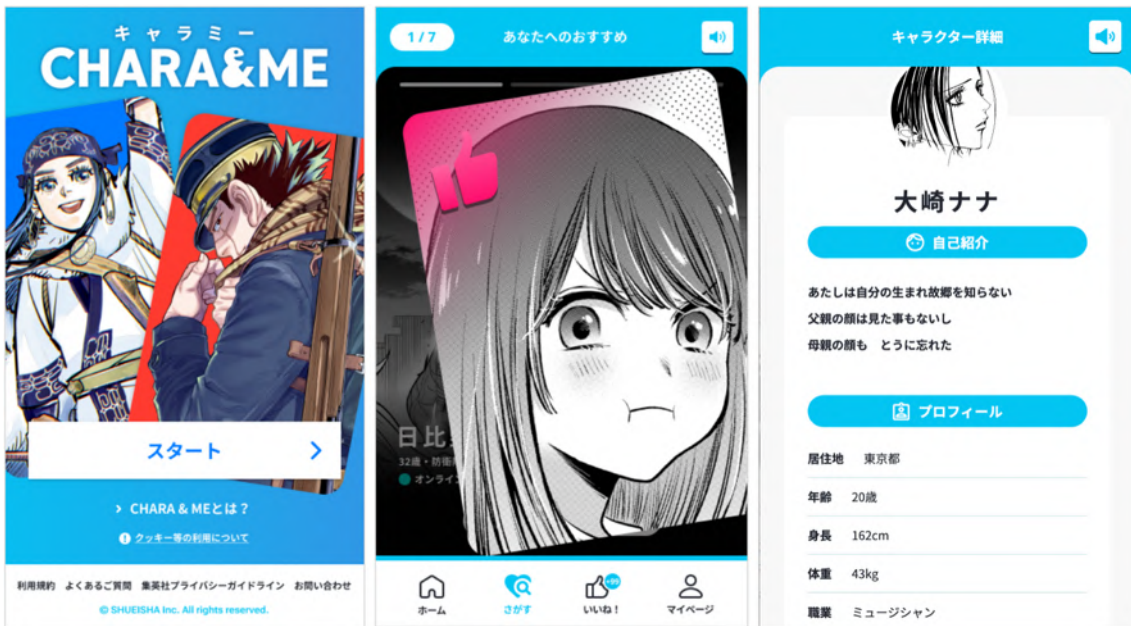 キャラミー
CHARA&ME
スタート
CHARA & MEとは?
クッキー等の利用について
利用規約 よくあるご質問 集英社プライバシーガイドライン お問い合わせ
© SHUEISHA Inc. All rights reserved.
1/7
あなたへのおすすめ
日比
32歳・防衛
オンライ
ホーム
さがす
+99
いいね!
マイページ
キャラクター詳細
大崎ナナ
自己紹介
あたしは自分の生まれ故郷を知らない
父親の顔は見た事もないし
母親の顔も とうに忘れた
プロフィール
居住地 東京都
年齢 20歳
身長 162cm
体重 43kg
職業 ミュージシャン